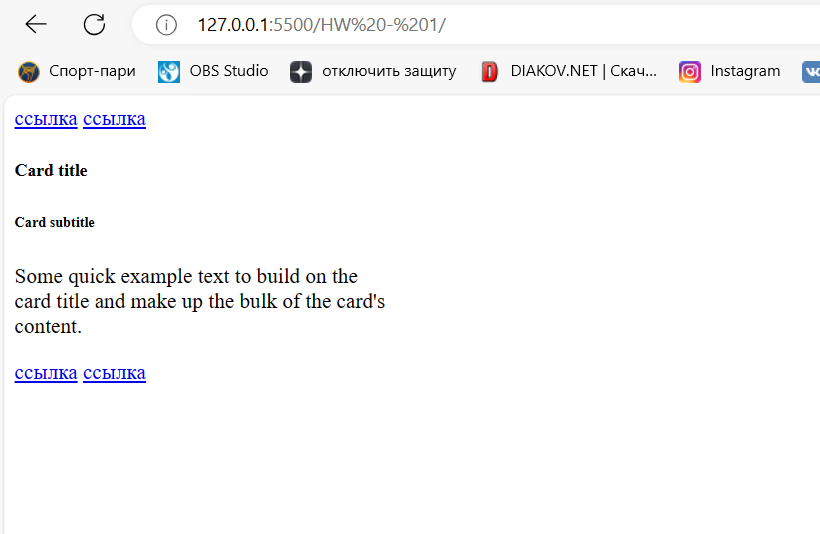 127.0.0.1:5500/HW%20-%201/
Спорт-пари OBS Studio отключить защиту DIAKOV.NET | Скач... Instagram
ссылка ссылка
Card title
Card subtitle
Some quick example text to build on the
card title and make up the bulk of the card's
content.
ссылка ссылка